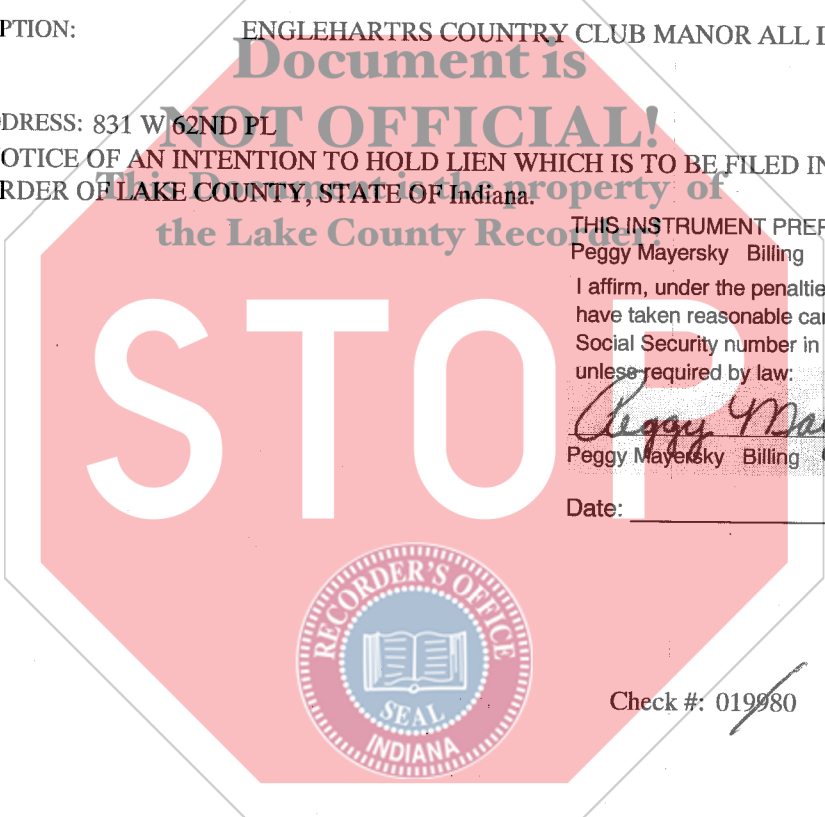 PTION: ENGLEHARTRS COUNTRY CLUB MANOR ALL L
Document is
NOT OFFICIAL!
DRESS: 831 W 62ND PL
OTICE OF AN INTENTION TO HOLD LIEN WHICH IS TO BE FILED IN
RDER OF LAKE COUNTY, STATE OF Indiana.
This Document is the property of
the Lake County Recorder!
THIS INSTRUMENT PREP
Peggy Mayersky Billing
I affirm, under the penaltie
have taken reasonable car
Social Security number in
unless required by law:
Peggy Ma
Peggy Mayersky Billing
Date:
STOP
RECORDER'S OFFICE
SEAL
INDIANA
Check #: 019980